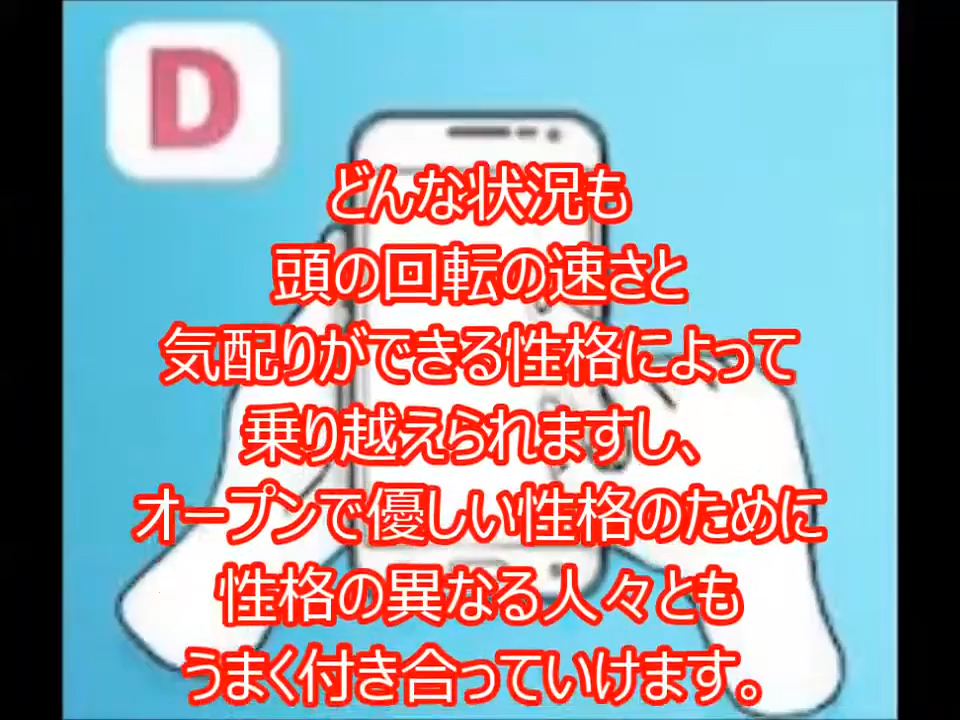 D
どんな状況も
頭の回転の速さと
気配りができる性格によって
乗り越えられますし、
オープンで優しい性格のために
性格の異なる人々とも
うまく付き合っていけます。